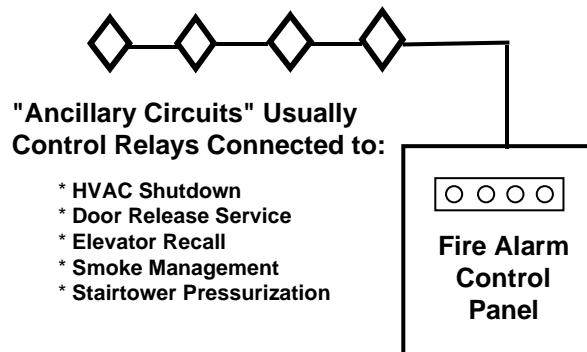 "Ancillary Circuits" Usually
Control Relays Connected to:
* HVAC Shutdown
* Door Release Service
* Elevator Recall
* Smoke Management
* Stairtower Pressurization
Fire Alarm
Control
Panel